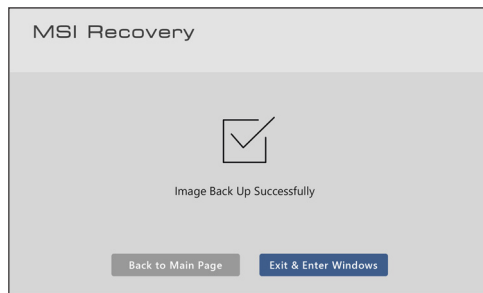 MSI Recovery
Image Back Up Successfully
Back to Main Page
Exit & Enter Windows